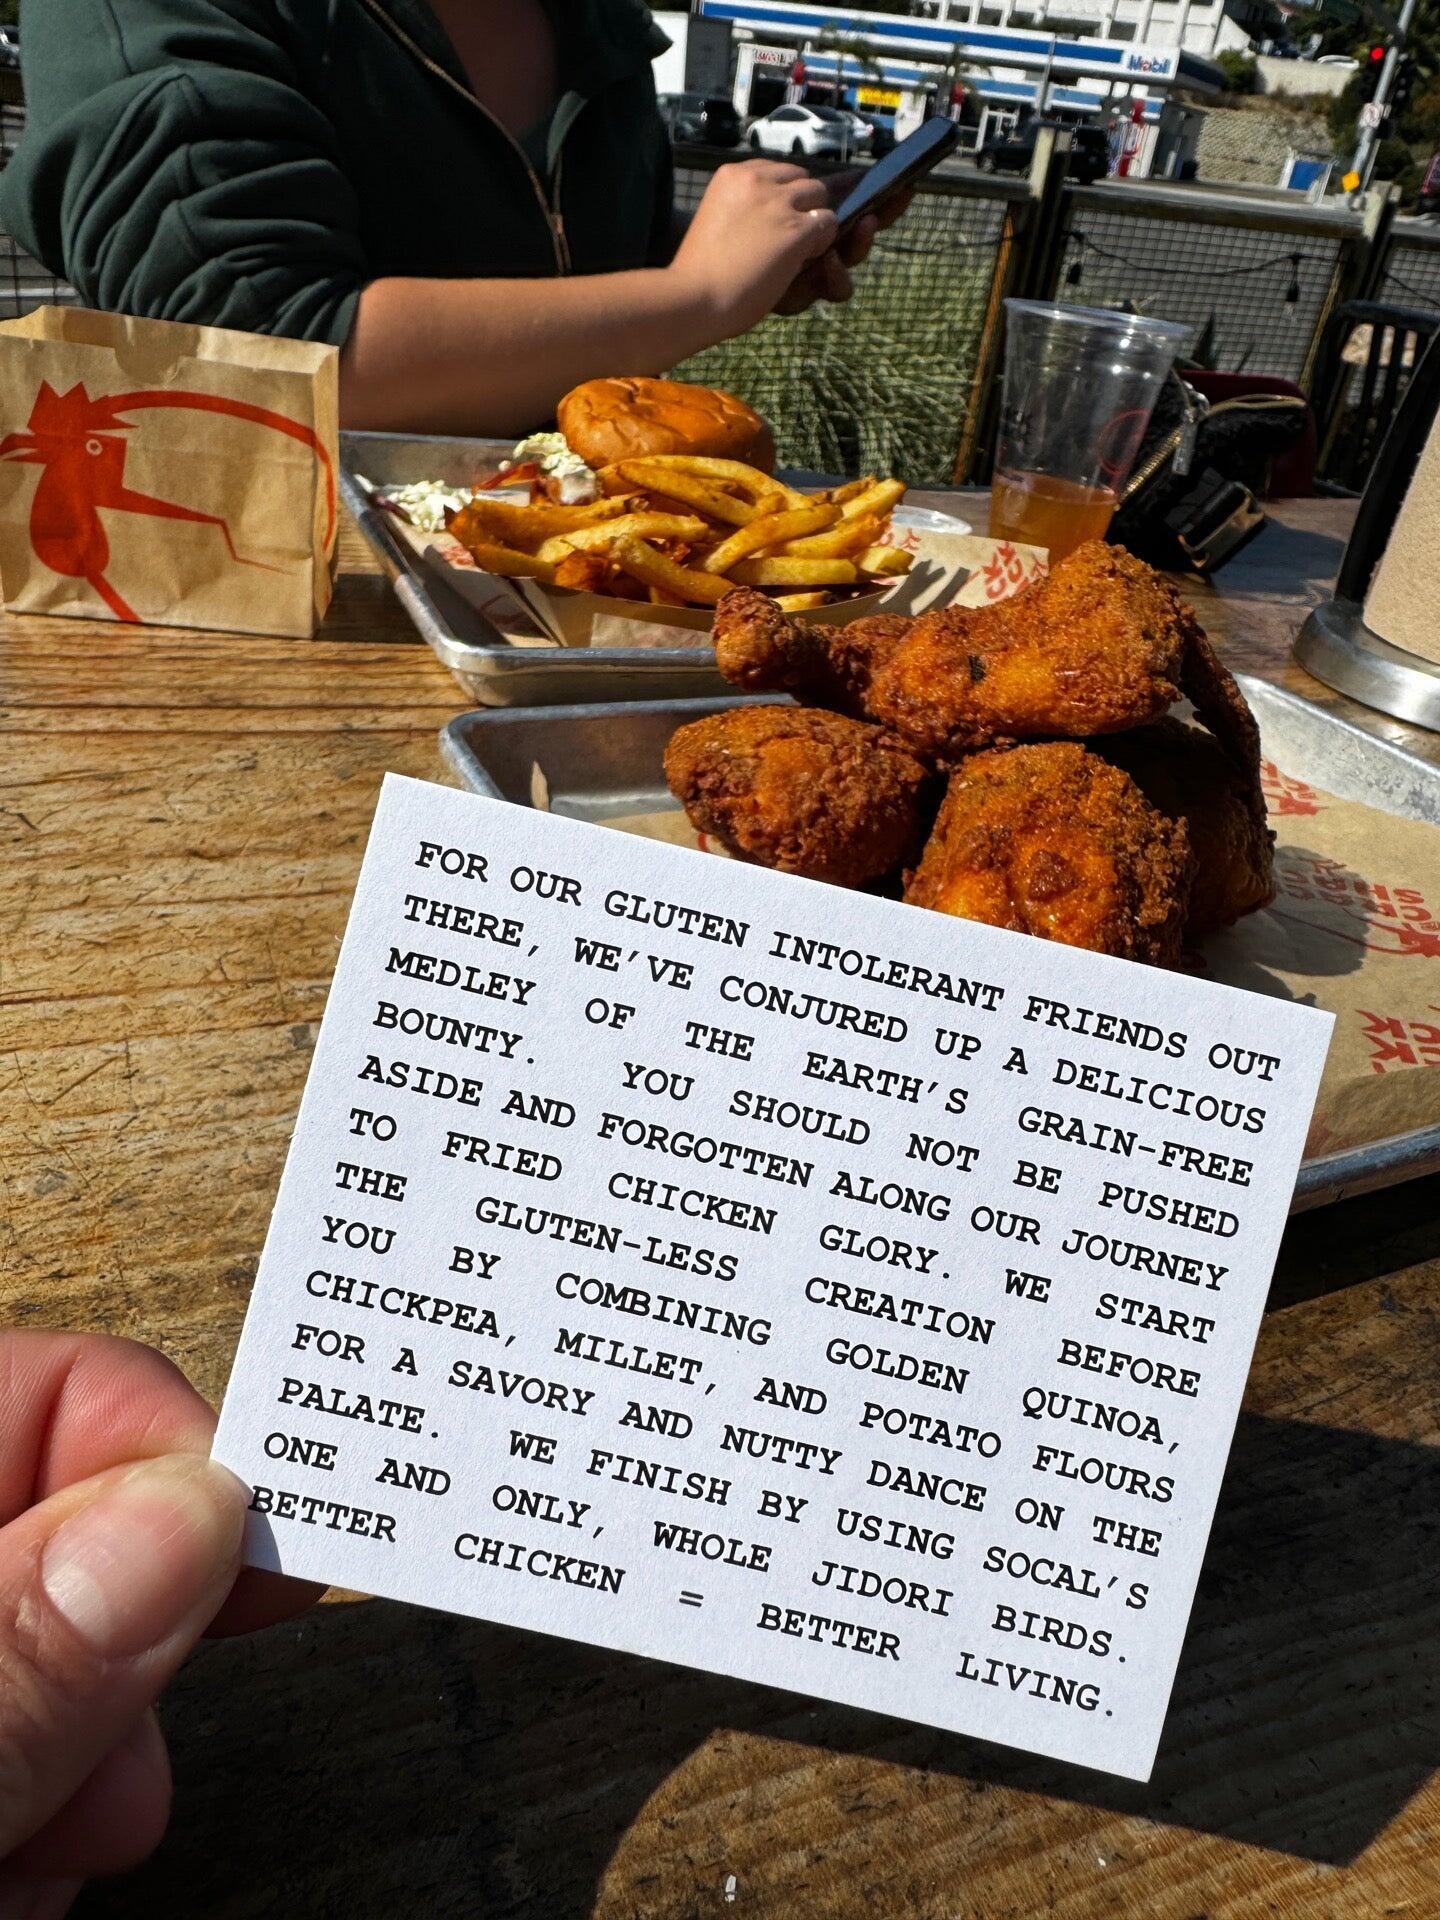 Mobil
FOR OUR GLUTEN INTOLERANT FRIENDS OUT
THERE, WE'VE CONJURED UP A DELICIOUS
MEDLEY OF THE EARTH'S GRAIN-FREE
BOUNTY. YOU SHOULD NOT BE PUSHED
ASIDE AND FORGOTTEN ALONG OUR JOURNEY
TO FRIED CHICKEN GLORY. WE START
THE GLUTEN-LESS CREATION BEFORE
YOU BY COMBINING GOLDEN QUINOA,
CHICKPEA, MILLET, AND POTATO FLOURS
FOR A SAVORY AND NUTTY DANCE ON THE
PALATE. WE FINISH BY USING SOCAL'S
ONE AND ONLY, WHOLE JIDORI BIRDS.
BETTER CHICKEN = BETTER LIVING.